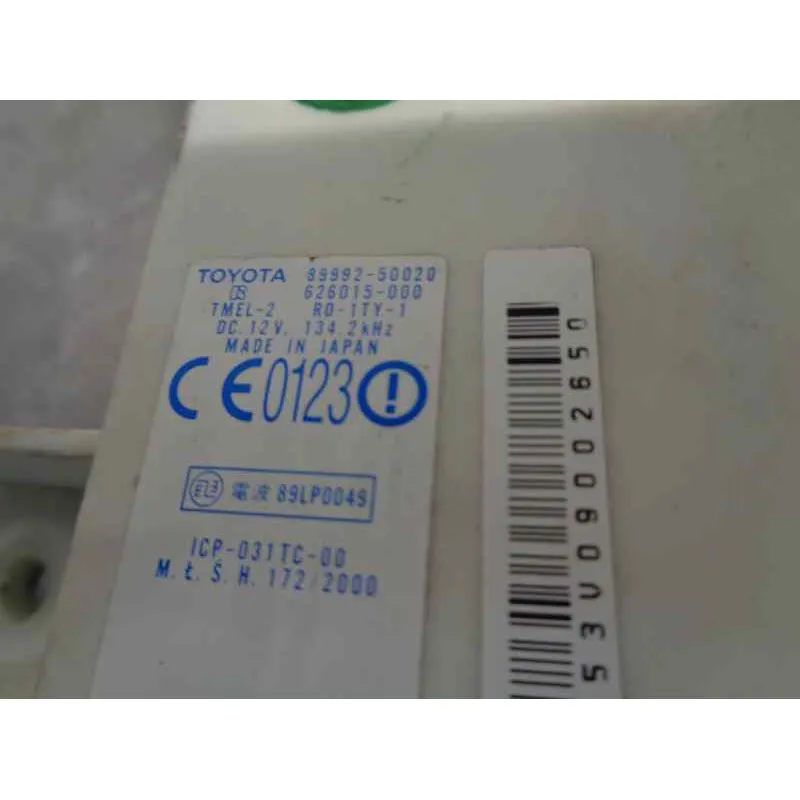 TOYOTA 89992-50020
626015-000
TMEL-2 RO-1TY-1
DC. 12V. 134.2kHz
MADE IN JAPAN
CE0123
電波 89LP0049
ICP-031TC-00
M. Ł. Ś. H. 172/2000
53V09002650